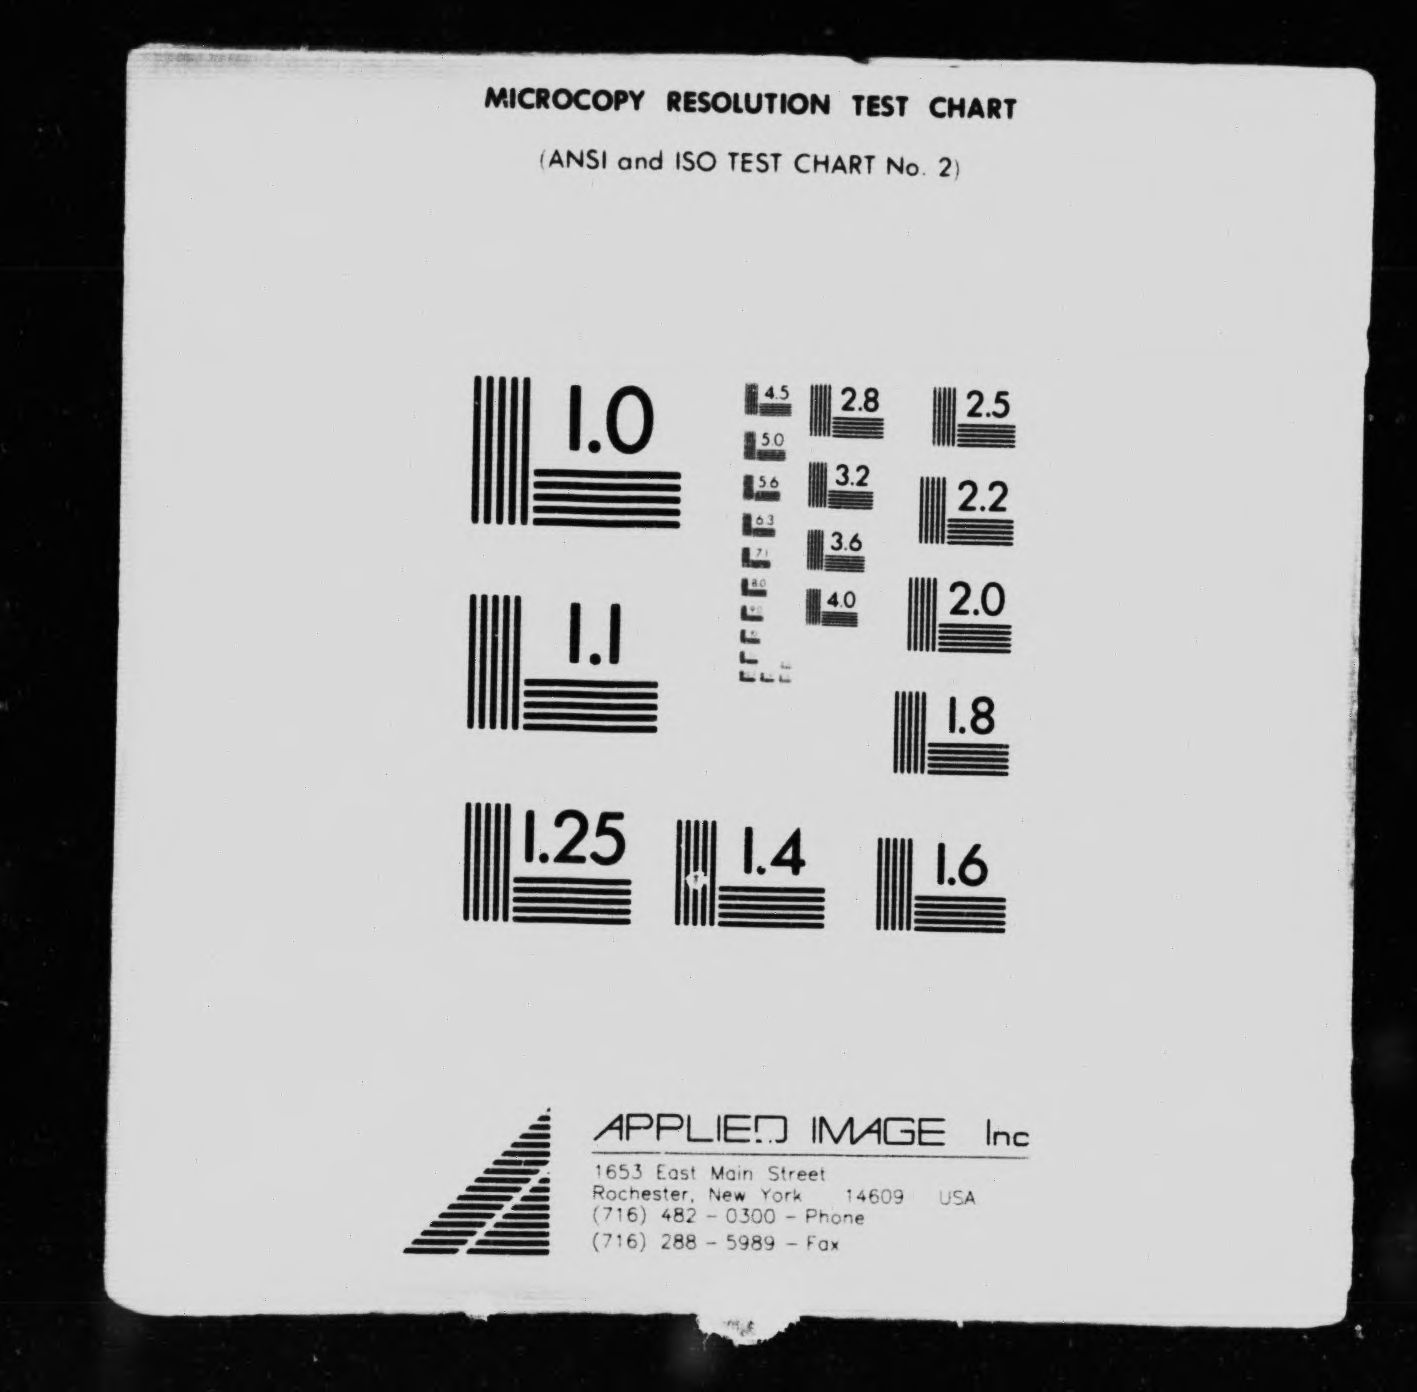 MICROCOPY RESOLUTION TEST CHART
(ANSI and ISO TEST CHART No. 2)
1.0
4.5
2.8
2.5
5.0
3.2
2.2
5.6
6.3
3.6
7.1
2.0
8.0
4.0
9.0
1.1
1.8
1.25
1.4
1.6
APPLIED IMAGE Inc
1653 East Main Street
Rochester, New York 14609 USA
(716) 482 - 0300 - Phone
(716) 288 - 5989 - Fax